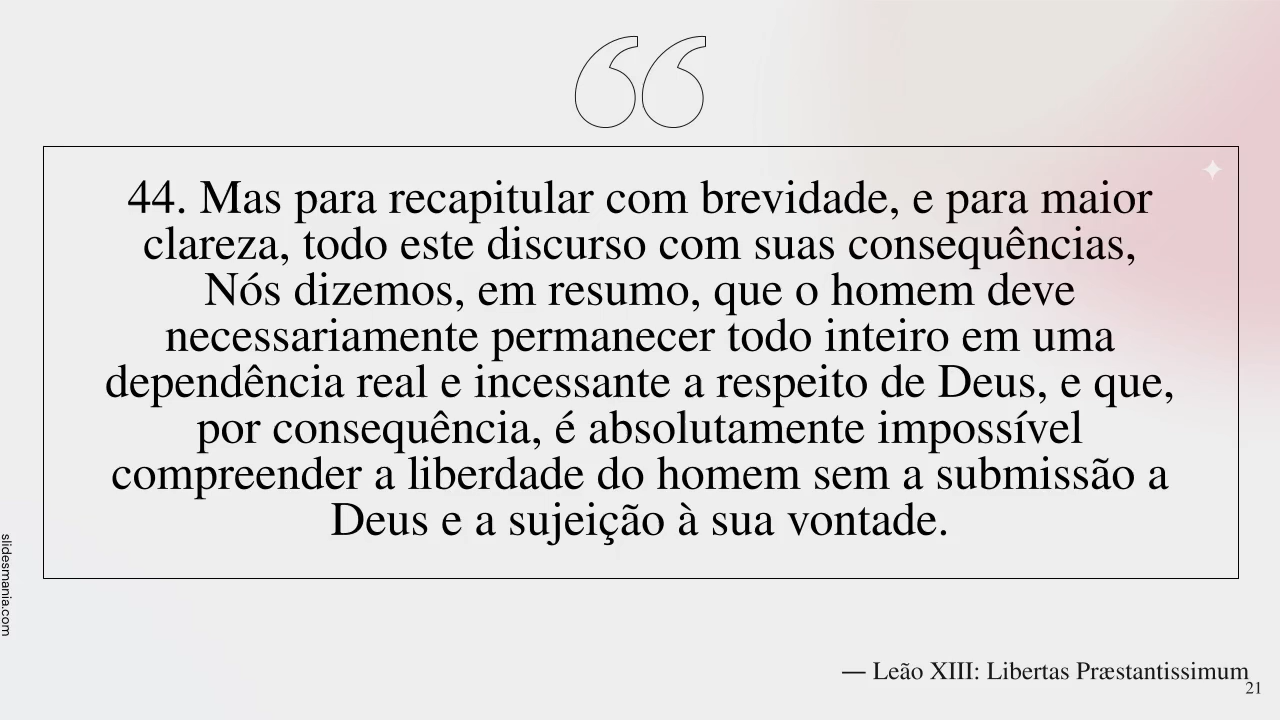 “
44. Mas para recapitular com brevidade, e para maior
clareza, todo este discurso com suas consequências,
Nós dizemos, em resumo, que o homem deve
necessariamente permanecer todo inteiro em uma
dependência real e incessante a respeito de Deus, e que,
por consequência, é absolutamente impossível
compreender a liberdade do homem sem a submissão a
Deus e a sujeição à sua vontade.
slidesmania.com
— Leão XIII: Libertas Præstantissimum
21